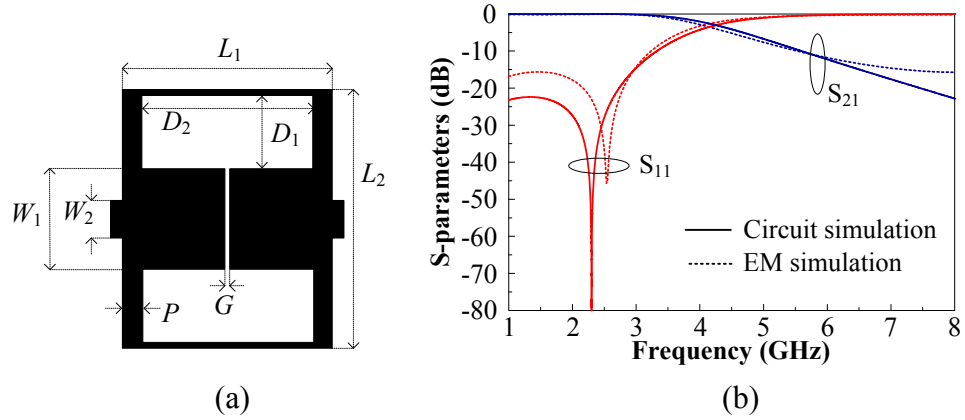 L1
D2
D1
L2
W1
W2
P
G
(a)
S-parameters (dB)
0
-10
-20
-30
-40
-50
-60
-70
-80
S21
S11
Circuit simulation
EM simulation
1 2 3 4 5 6 7 8
Frequency (GHz)
(b)